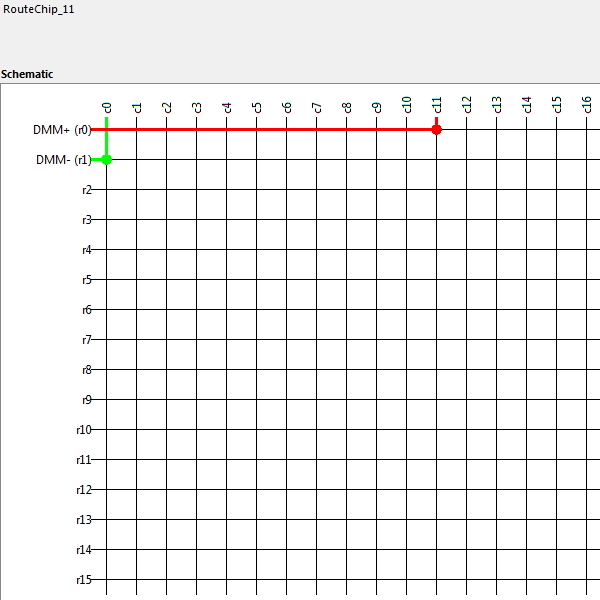 RouteChip_11
Schematic
c0 c1 c2 c3 c4 c5 c6 c7 c8 c9 c10 c11 c12 c13 c14 c15 c16
DMM+ (r0)
DMM- (r1)
r2
r3
r4
r5
r6
r7
r8
r9
r10
r11
r12
r13
r14
r15